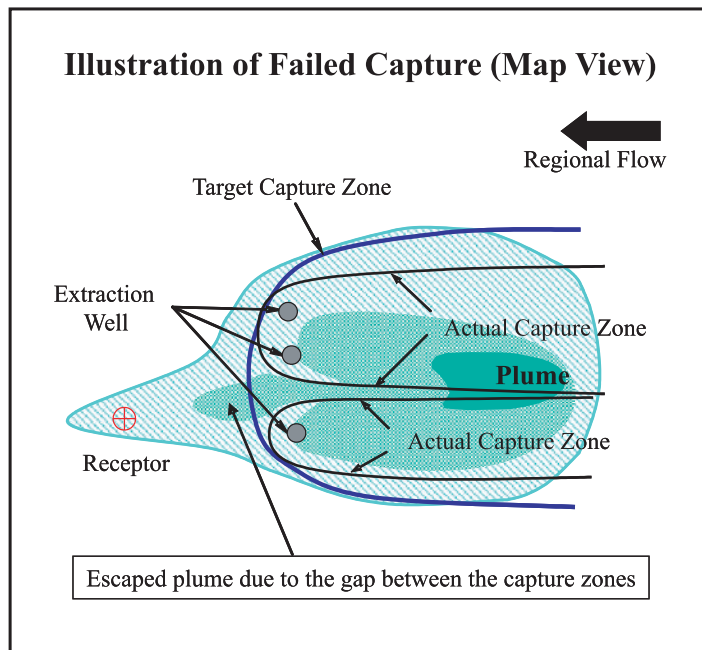 Illustration of Failed Capture (Map View)
Regional Flow
Target Capture Zone
Extraction
Well
Actual Capture Zone
Plume
Actual Capture Zone
Receptor
Escaped plume due to the gap between the capture zones